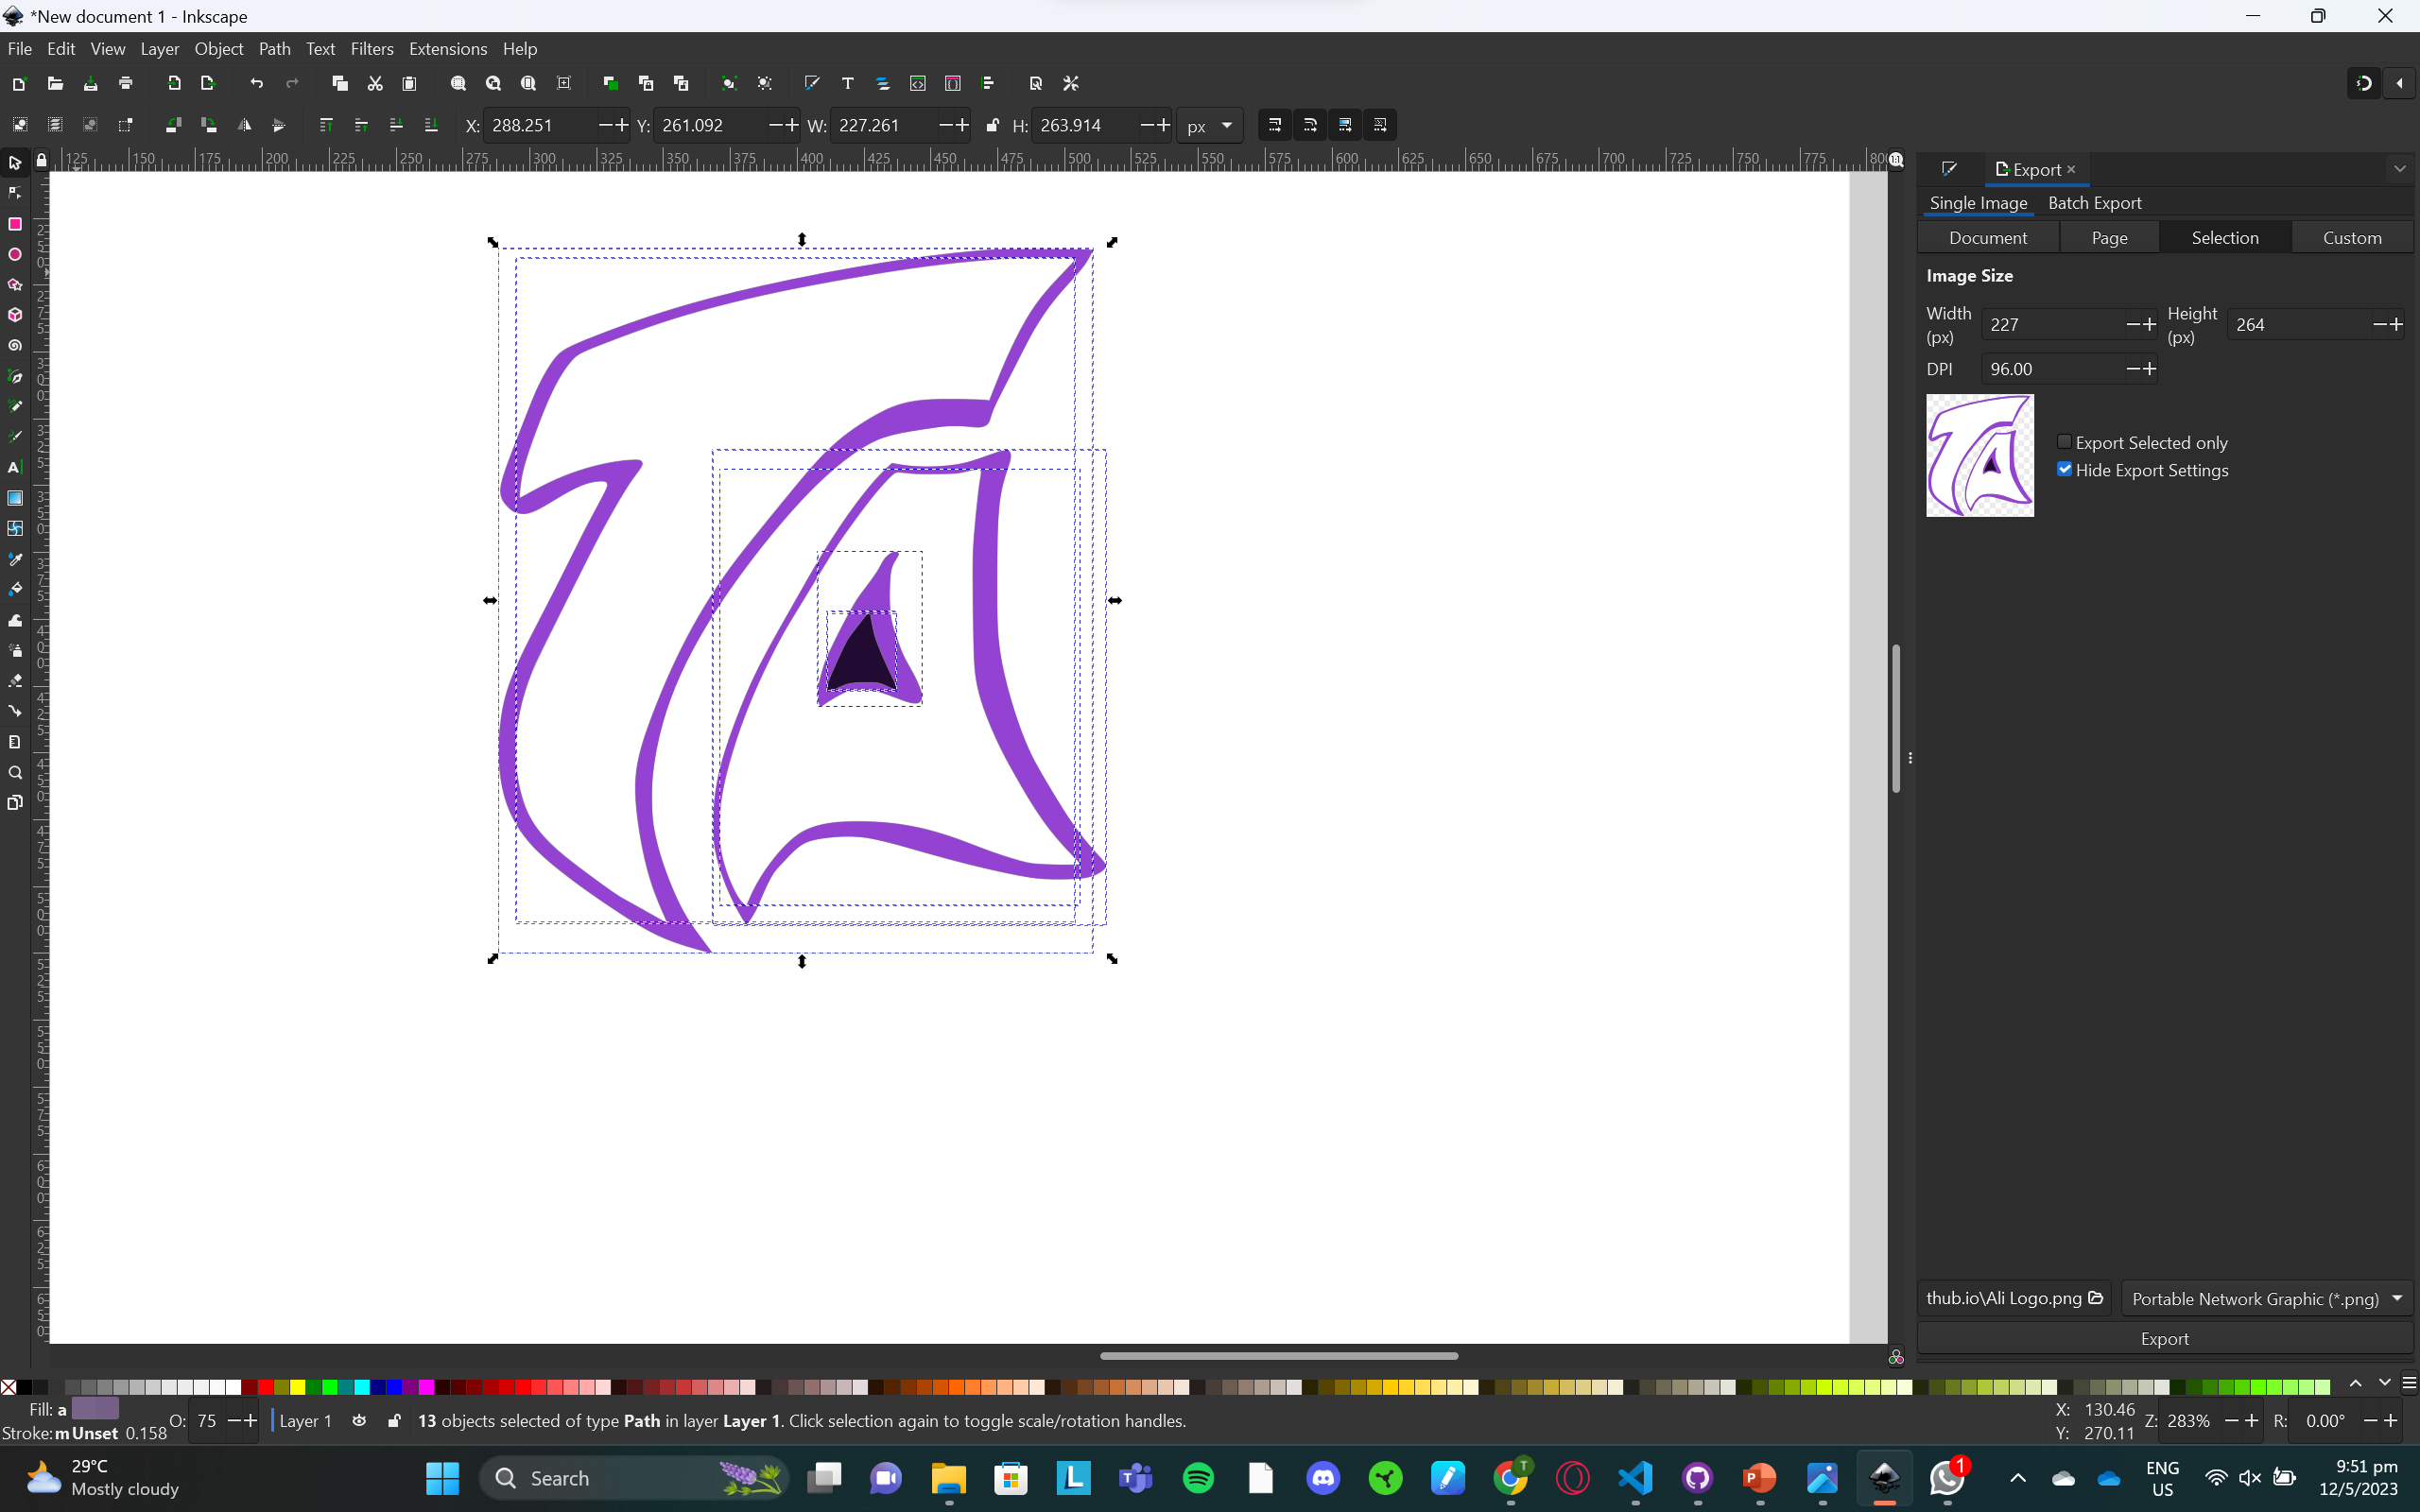 *New document 1 - Inkscape
File Edit View Layer Object Path Text Filters Extensions Help
X: 288.251 Y: 261.092 W: 227.261 H: 263.914 px
125 150 175 200 225 250 275 300 325 350 375 400 425 450 475 500 525 550 575 600 625 650 675 700 725 750 775 80
Export
Single Image Batch Export
Document Page Selection Custom
Image Size
Width (px) 227 Height (px) 264
DPI 96.00
Export Selected only
Hide Export Settings
thub.io\Ali Logo.png Portable Network Graphic (*.png)
Export
Fill: a
Stroke: m Unset 0.158
O: 75 Layer 1 13 objects selected of type Path in layer Layer 1. Click selection again to toggle scale/rotation handles.
X: 130.46
Y: 270.11
Z: 283% R: 0.00°
29°C
Mostly cloudy
Search
1
ENG
US
9:51 pm
12/5/2023